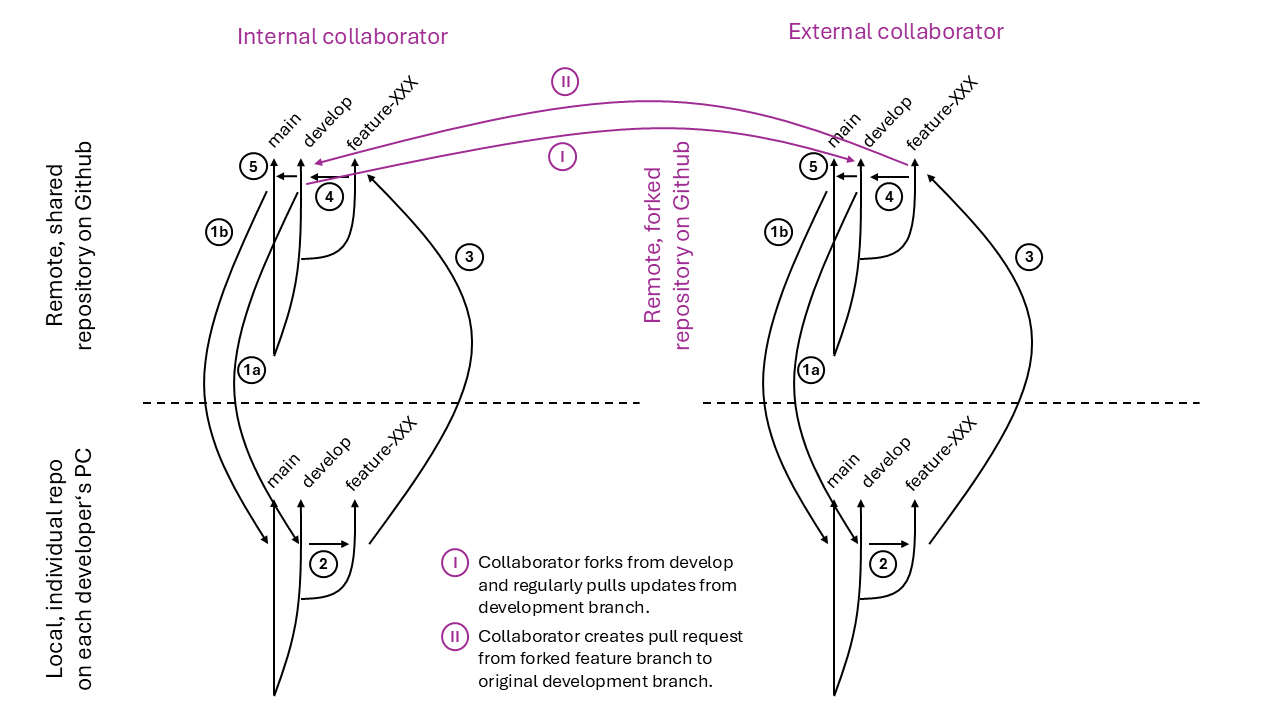 Internal collaborator
External collaborator
II
I
main
develop
feature-XXX
main
develop
feature-XXX
Remote, shared
repository on Github
Remote, forked
repository on Github
5
4
1b
3
1a
5
4
1b
3
1a
main
develop
feature-XXX
main
develop
feature-XXX
Local, individual repo
on each developer‘s PC
2
2
I
Collaborator forks from develop
and regularly pulls updates from
development branch.
II
Collaborator creates pull request
from forked feature branch to
original development branch.